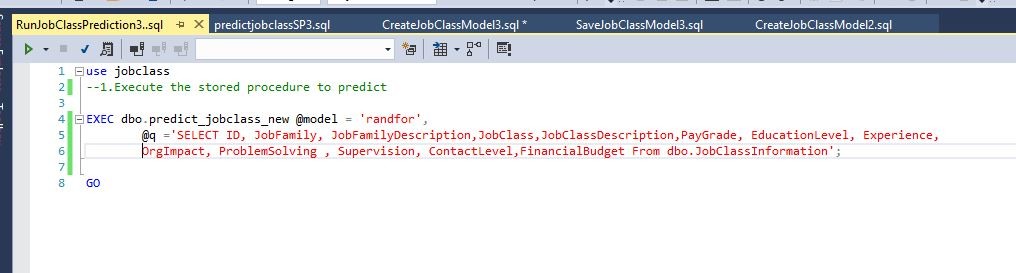 RunJobClassPrediction3..sql predictjobclassSP3.sql CreateJobClassModel3.sql * SaveJobClassModel3.sql CreateJobClassModel2.sql
1 use jobclass
2 --1.Execute the stored procedure to predict
3
4 EXEC dbo.predict_jobclass_new @model = 'randfor',
5 @q ='SELECT ID, JobFamily, JobFamilyDescription,JobClass,JobClassDescription,PayGrade, EducationLevel, Experience,
6 OrgImpact, ProblemSolving , Supervision, ContactLevel,FinancialBudget From dbo.JobClassInformation';
7
8 GO